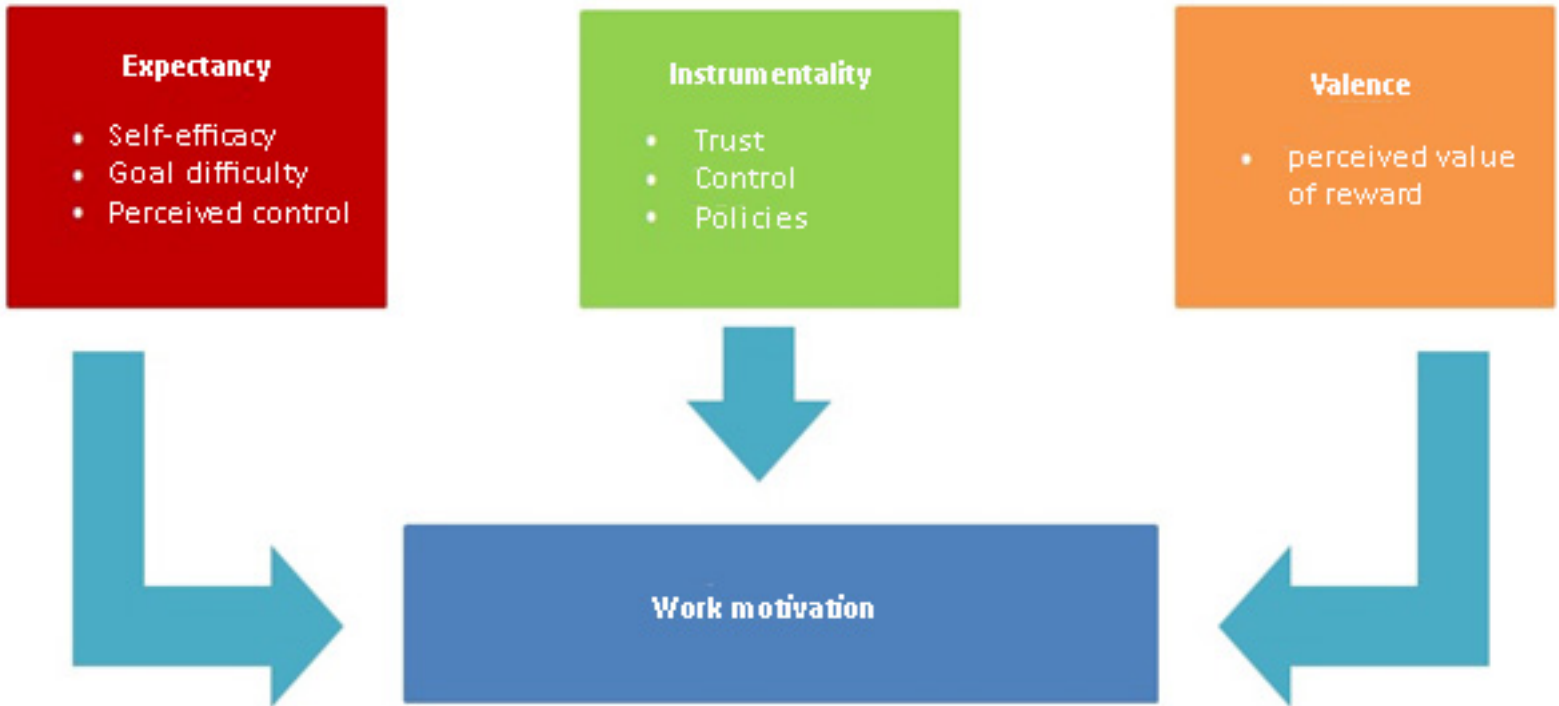 Expectancy
• Self-efficacy
• Goal difficulty
• Perceived control
Instrumentality
• Trust
• Control
• Policies
Valence
• perceived value
of reward
Work motivation